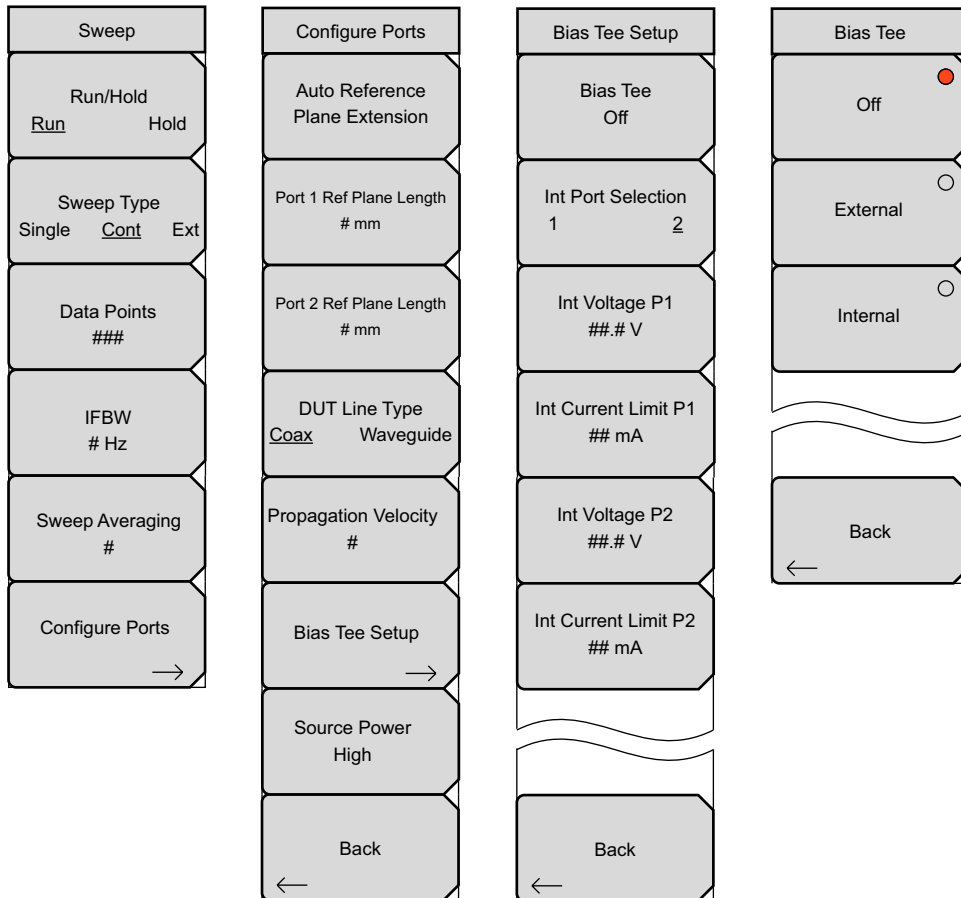 Sweep
Run/Hold
Run Hold
Sweep Type
Single Cont Ext
Data Points
###
IFBW
# Hz
Sweep Averaging
#
Configure Ports
Configure Ports
Auto Reference
Plane Extension
Port 1 Ref Plane Length
# mm
Port 2 Ref Plane Length
# mm
DUT Line Type
Coax Waveguide
Propagation Velocity
#
Bias Tee Setup
Source Power
High
Back
Bias Tee Setup
Bias Tee
Off
Int Port Selection
1 2
Int Voltage P1
##.# V
Int Current Limit P1
## mA
Int Voltage P2
##.# V
Int Current Limit P2
## mA
Back
Bias Tee
Off
External
Internal
Back